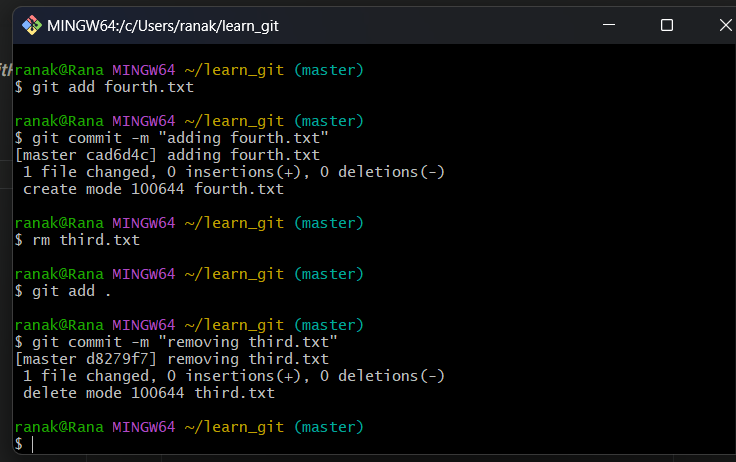 MINGW64:/c/Users/ranak/learn_git
ranak@Rana MINGW64 ~/learn_git (master)
$ git add fourth.txt
ranak@Rana MINGW64 ~/learn_git (master)
$ git commit -m "adding fourth.txt"
[master cad6d4c] adding fourth.txt
 1 file changed, 0 insertions(+), 0 deletions(-)
 create mode 100644 fourth.txt
ranak@Rana MINGW64 ~/learn_git (master)
$ rm third.txt
ranak@Rana MINGW64 ~/learn_git (master)
$ git add .
ranak@Rana MINGW64 ~/learn_git (master)
$ git commit -m "removing third.txt"
[master d8279f7] removing third.txt
 1 file changed, 0 insertions(+), 0 deletions(-)
 delete mode 100644 third.txt
ranak@Rana MINGW64 ~/learn_git (master)
$